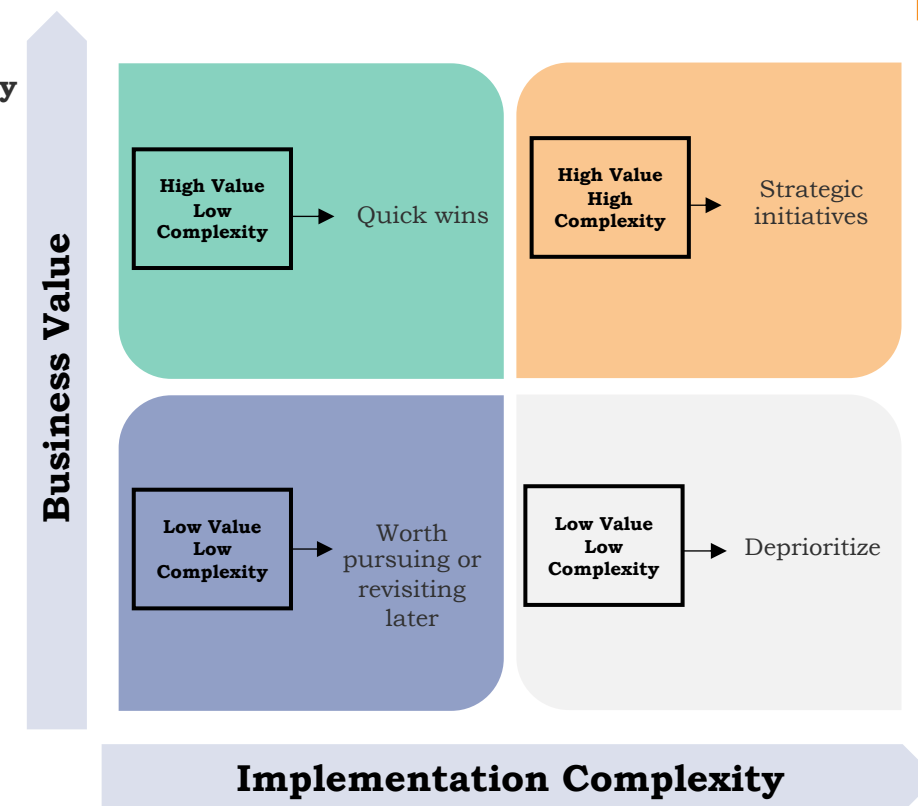 y
High Value
Low
Complexity
Quick wins
High Value
High
Complexity
Strategic
initiatives
Business Value
Low Value
Low
Complexity
Worth
pursuing or
revisiting
later
Low Value
Low
Complexity
Deprioritize
Implementation Complexity